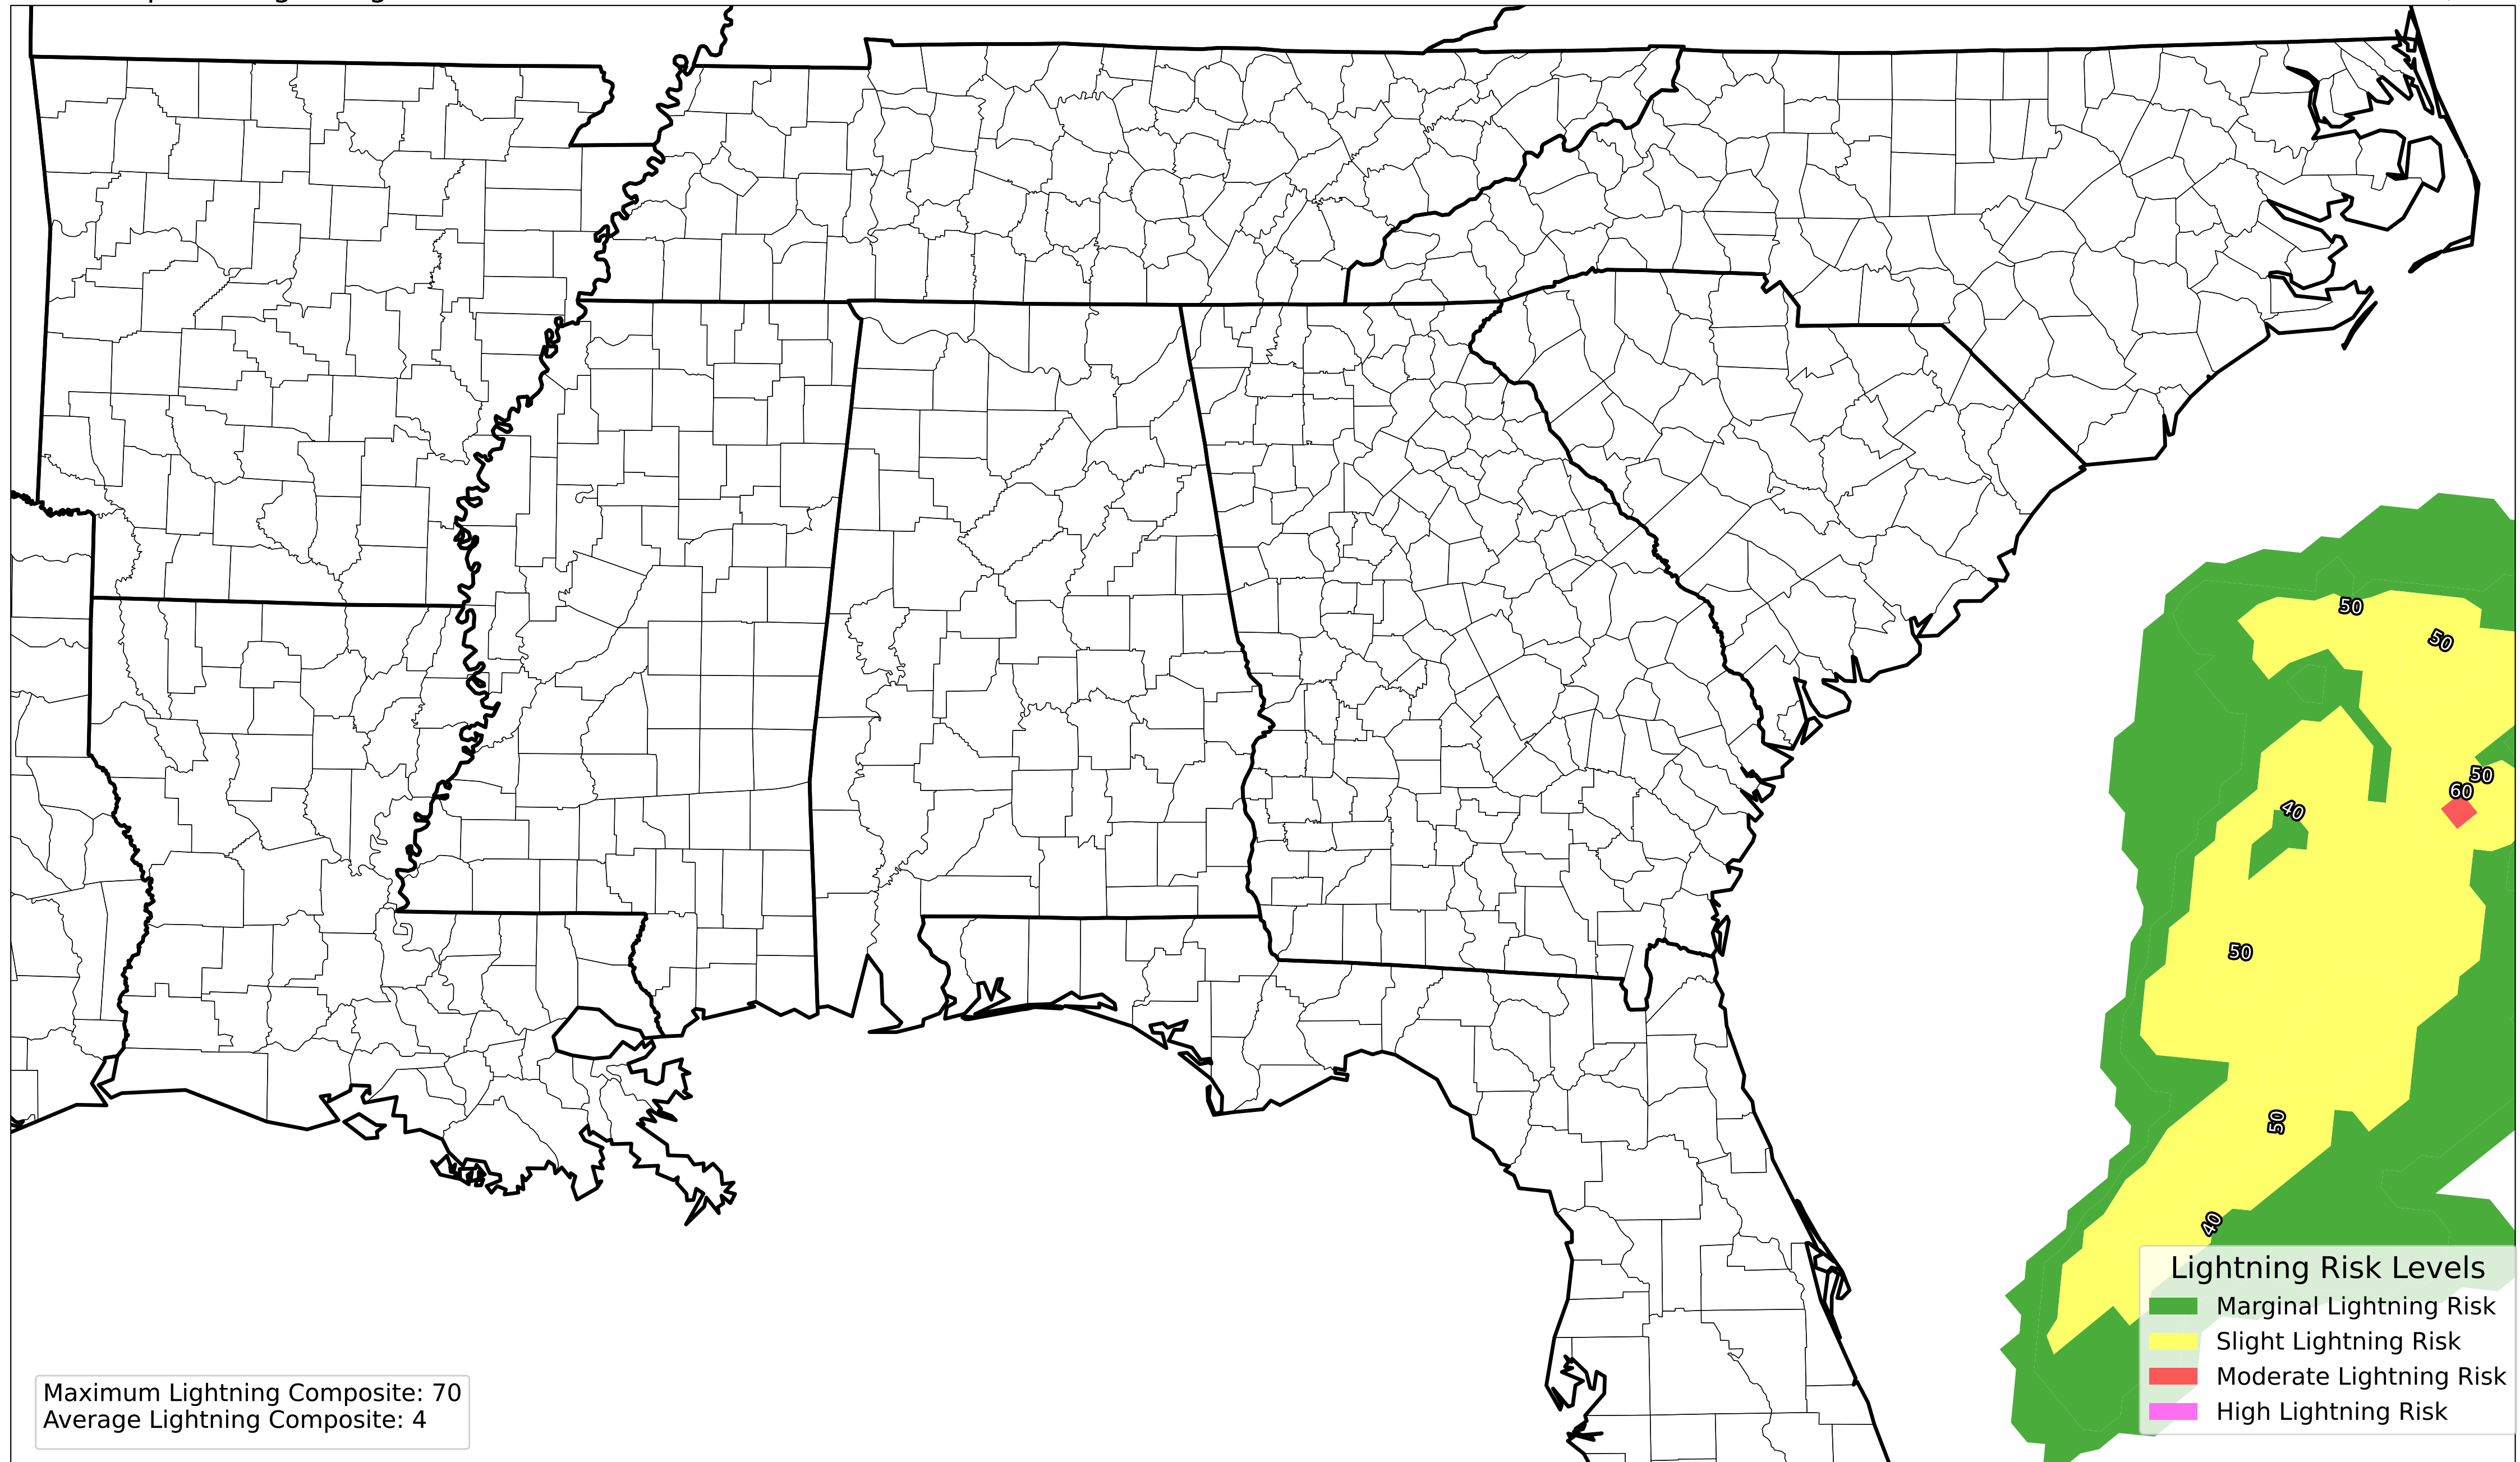 50
50
50
60
40
50
50
40
Lightning Risk Levels
Marginal Lightning Risk
Slight Lightning Risk
Moderate Lightning Risk
High Lightning Risk
Maximum Lightning Composite: 70
Average Lightning Composite: 4